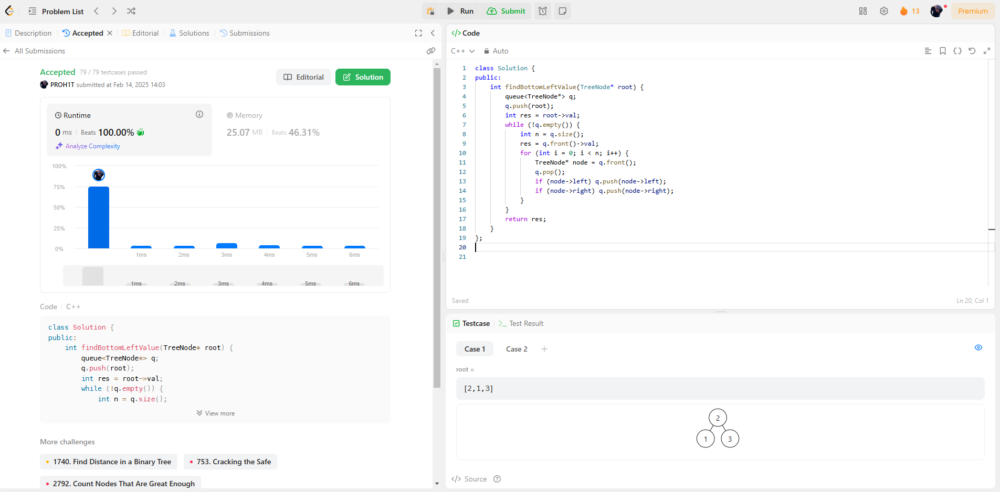 Problem List
Run
Submit
13
Premium
Description
Accepted
Editorial
Solutions
Submissions
All Submissions
Accepted 79 / 79 testcases passed
PROH1T submitted at Feb 14, 2025 14:03
Editorial
Solution
Runtime
0 ms Beats 100.00%
Analyze Complexity
Memory
25.07 MB Beats 46.31%
100%
75%
50%
25%
0%
1ms 2ms 3ms 4ms 5ms 6ms
1ms 2ms 3ms 4ms 5ms 6ms
Code C++
class Solution {
public:
    int findBottomLeftValue(TreeNode* root) {
        queue<TreeNode*> q;
        q.push(root);
        int res = root->val;
        while (!q.empty()) {
            int n = q.size();
View more
More challenges
1740. Find Distance in a Binary Tree
753. Cracking the Safe
2792. Count Nodes That Are Great Enough
</> Code
C++ Auto
1 class Solution {
2 public:
3     int findBottomLeftValue(TreeNode* root) {
4         queue<TreeNode*> q;
5         q.push(root);
6         int res = root->val;
7         while (!q.empty()) {
8             int n = q.size();
9             res = q.front()->val;
10             for (int i = 0; i < n; i++) {
11                 TreeNode* node = q.front();
12                 q.pop();
13                 if (node->left) q.push(node->left);
14                 if (node->right) q.push(node->right);
15             }
16         }
17         return res;
18     }
19 };
20
21
Saved
Ln 20, Col 1
Testcase
Test Result
Case 1
Case 2
root =
[2,1,3]
2
1 3
</> Source